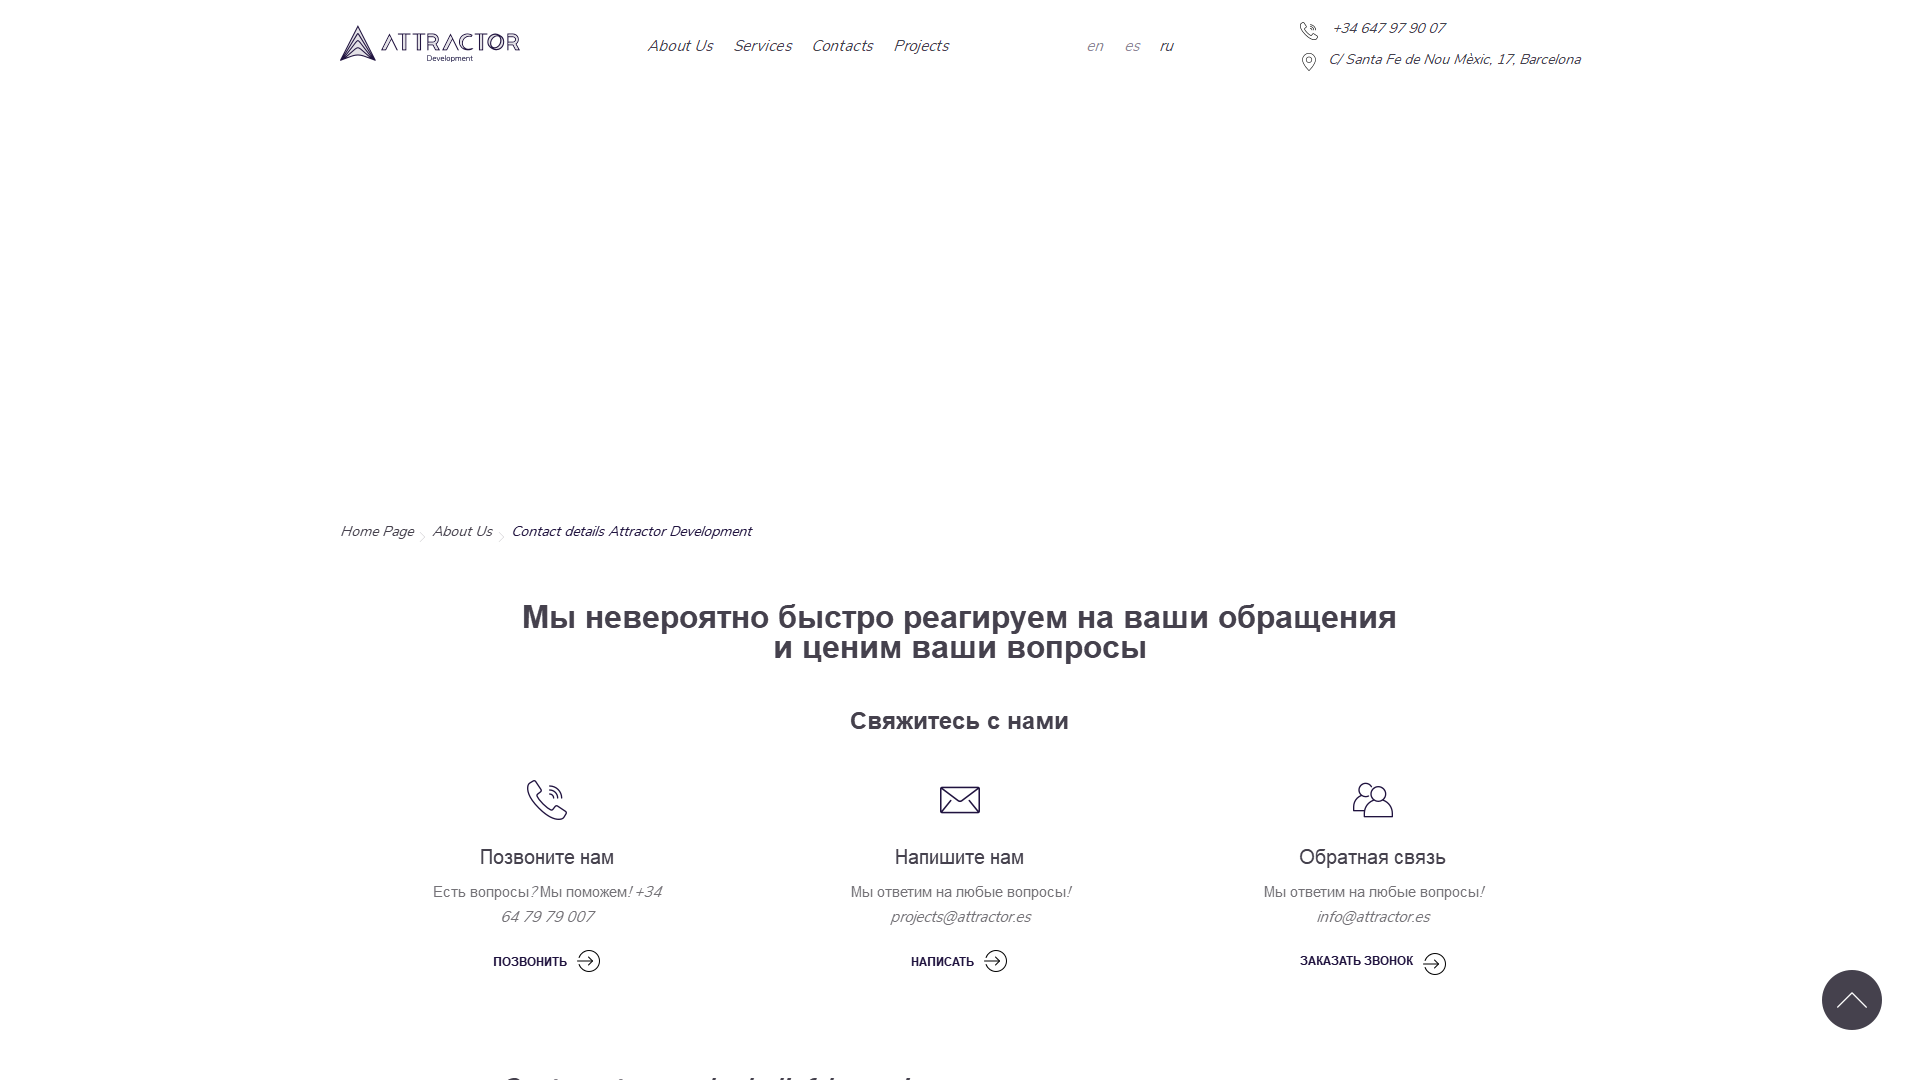 ATTRACTOR
Development
About Us Services Contacts Projects
en es ru
+34 647 97 90 07
C/ Santa Fe de Nou Mèxic, 17, Barcelona
Home Page About Us Contact details Attractor Development
Мы невероятно быстро реагируем на ваши обращения
и ценим ваши вопросы
Свяжитесь с нами
Позвоните нам
Есть вопросы? Мы поможем! +34
64 79 79 007
ПОЗВОНИТЬ
Напишите нам
Мы ответим на любые вопросы!
projects@attractor.es
НАПИСАТЬ
Обратная связь
Мы ответим на любые вопросы!
info@attractor.es
ЗАКАЗАТЬ ЗВОНОК